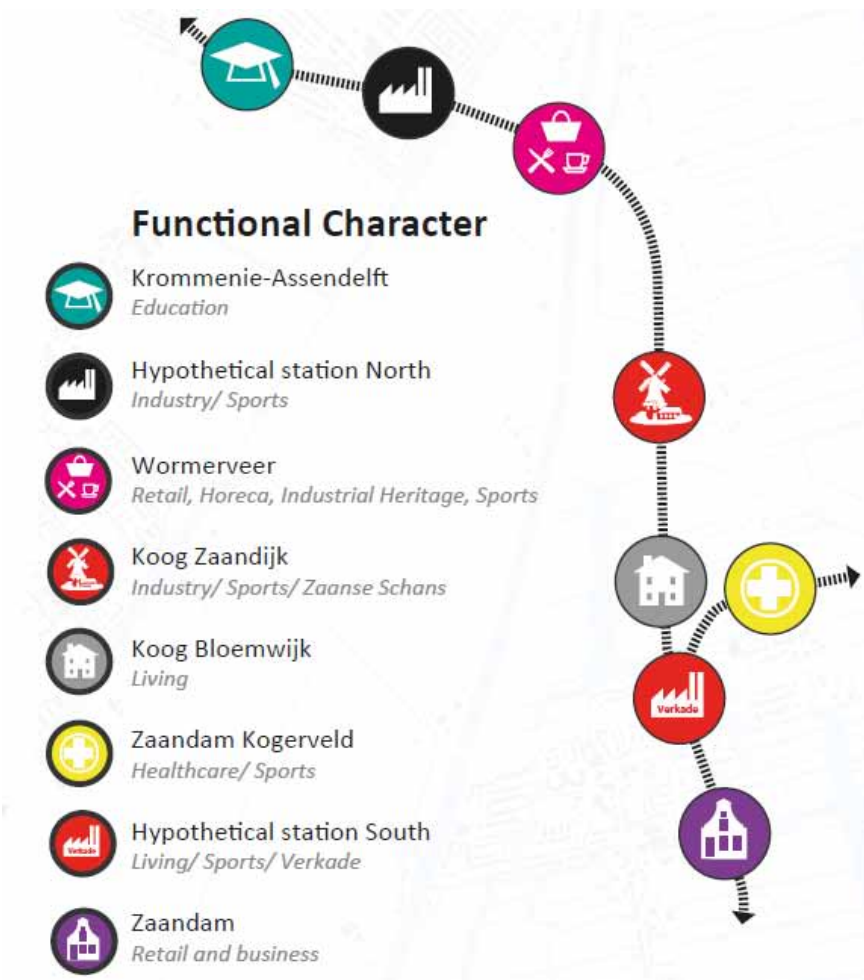 Functional Character
Krommenie-Assendelft
Education
Hypothetical station North
Industry/ Sports
Wormerveer
Retail, Horeca, Industrial Heritage, Sports
Koog Zaandijk
Industry/ Sports/ Zaanse Schans
Koog Bloemwijk
Living
Zaandam Kogerveld
Healthcare/ Sports
Verkade
Hypothetical station South
Living/ Sports/ Verkade
Zaandam
Retail and business
Verkade